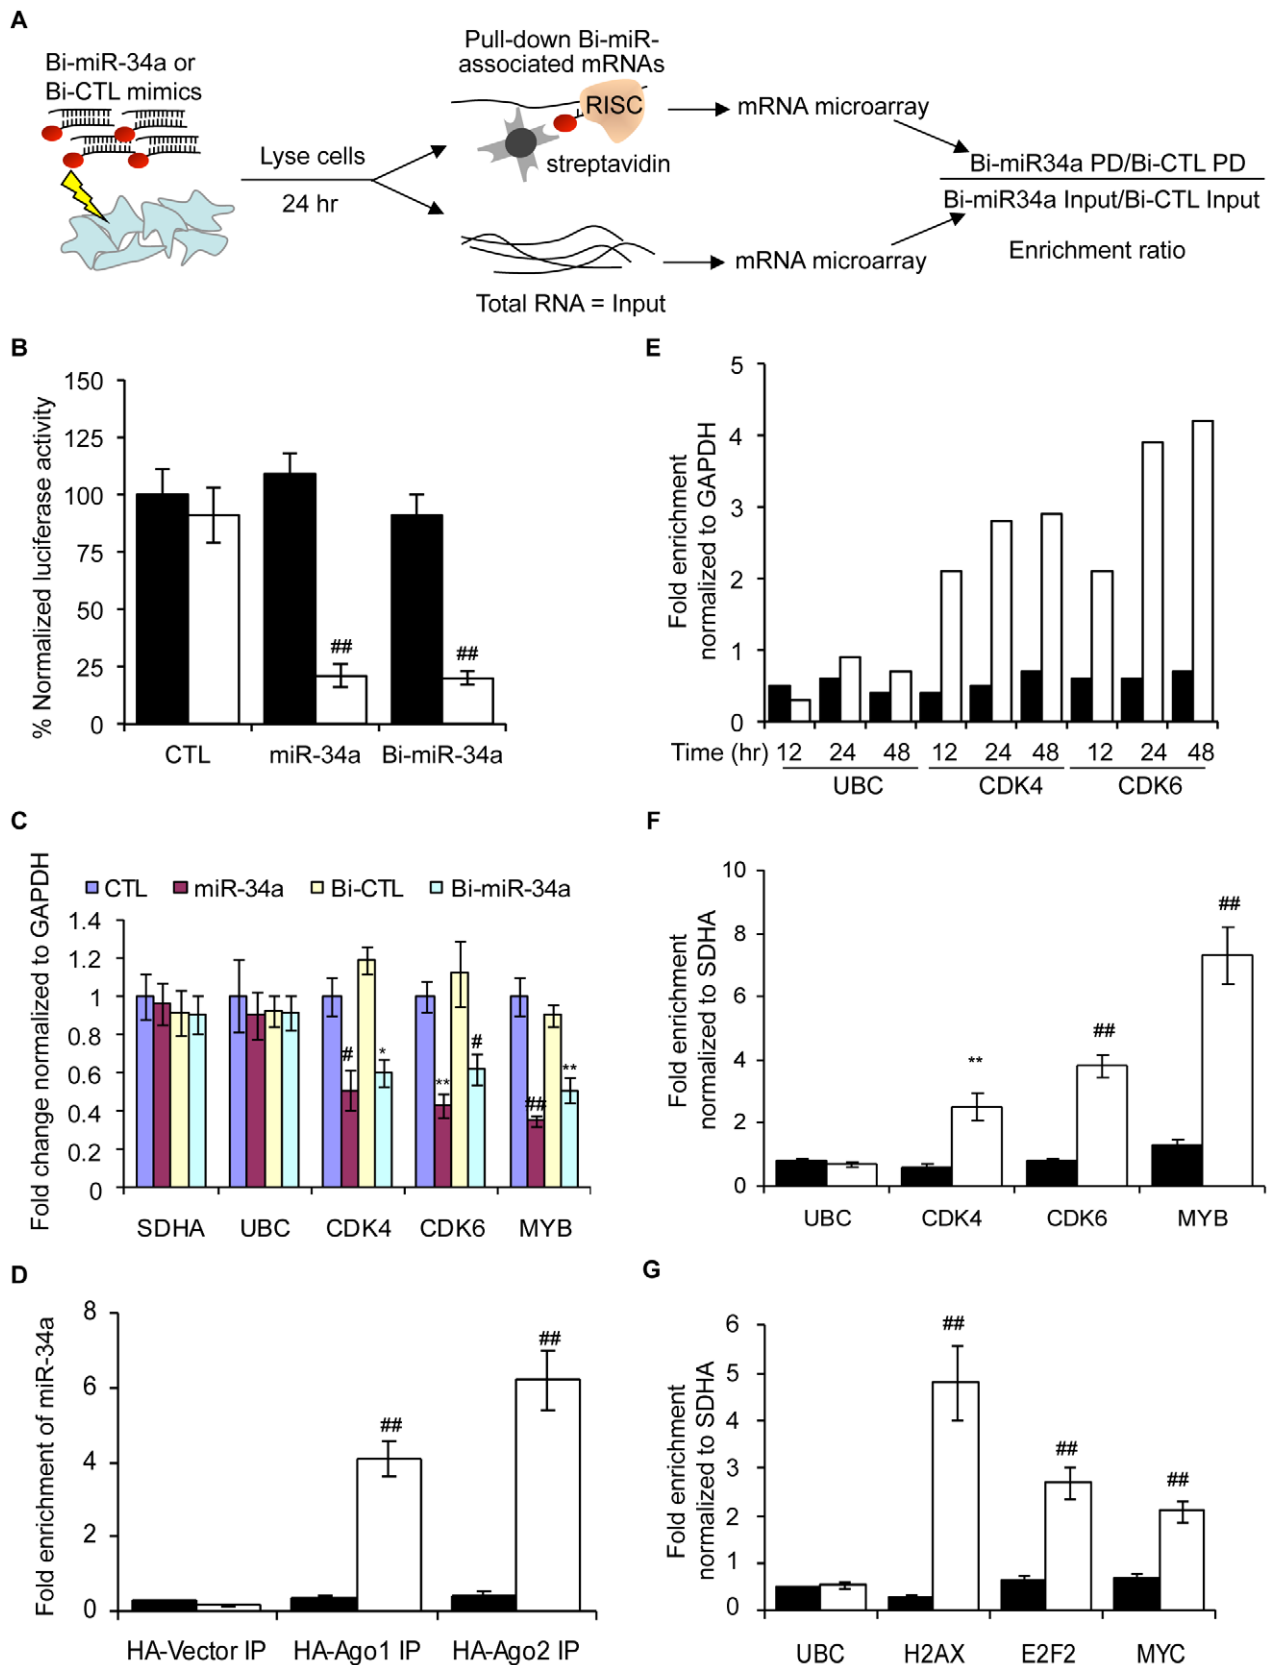 A
Bi-miR-34a or
Bi-CTL mimics
Lyse cells
24 hr
Pull-down Bi-miR-
associated mRNAs
RISC
streptavidin
mRNA microarray
Total RNA = Input
mRNA microarray
Bi-miR34a PD/Bi-CTL PD
Bi-miR34a Input/Bi-CTL Input
Enrichment ratio
B
% Normalized luciferase activity
150
125
100
75
50
25
0
##
##
CTL miR-34a Bi-miR-34a
C
Fold change normalized to GAPDH
CTL miR-34a Bi-CTL Bi-miR-34a
1.4
1.2
1
0.8
0.6
0.4
0.2
0
# * ** # ## **
SDHA UBC CDK4 CDK6 MYB
D
Fold enrichment of miR-34a
8
6
4
2
0
##
##
HA-Vector IP HA-Ago1 IP HA-Ago2 IP
E
Fold enrichment
normalized to GAPDH
5
4
3
2
1
0
Time (hr) 12 24 48 12 24 48 12 24 48
UBC CDK4 CDK6
F
Fold enrichment
normalized to SDHA
10
8
6
4
2
0
**
##
##
UBC CDK4 CDK6 MYB
G
Fold enrichment
normalized to SDHA
6
5
4
3
2
1
0
##
##
##
UBC H2AX E2F2 MYC